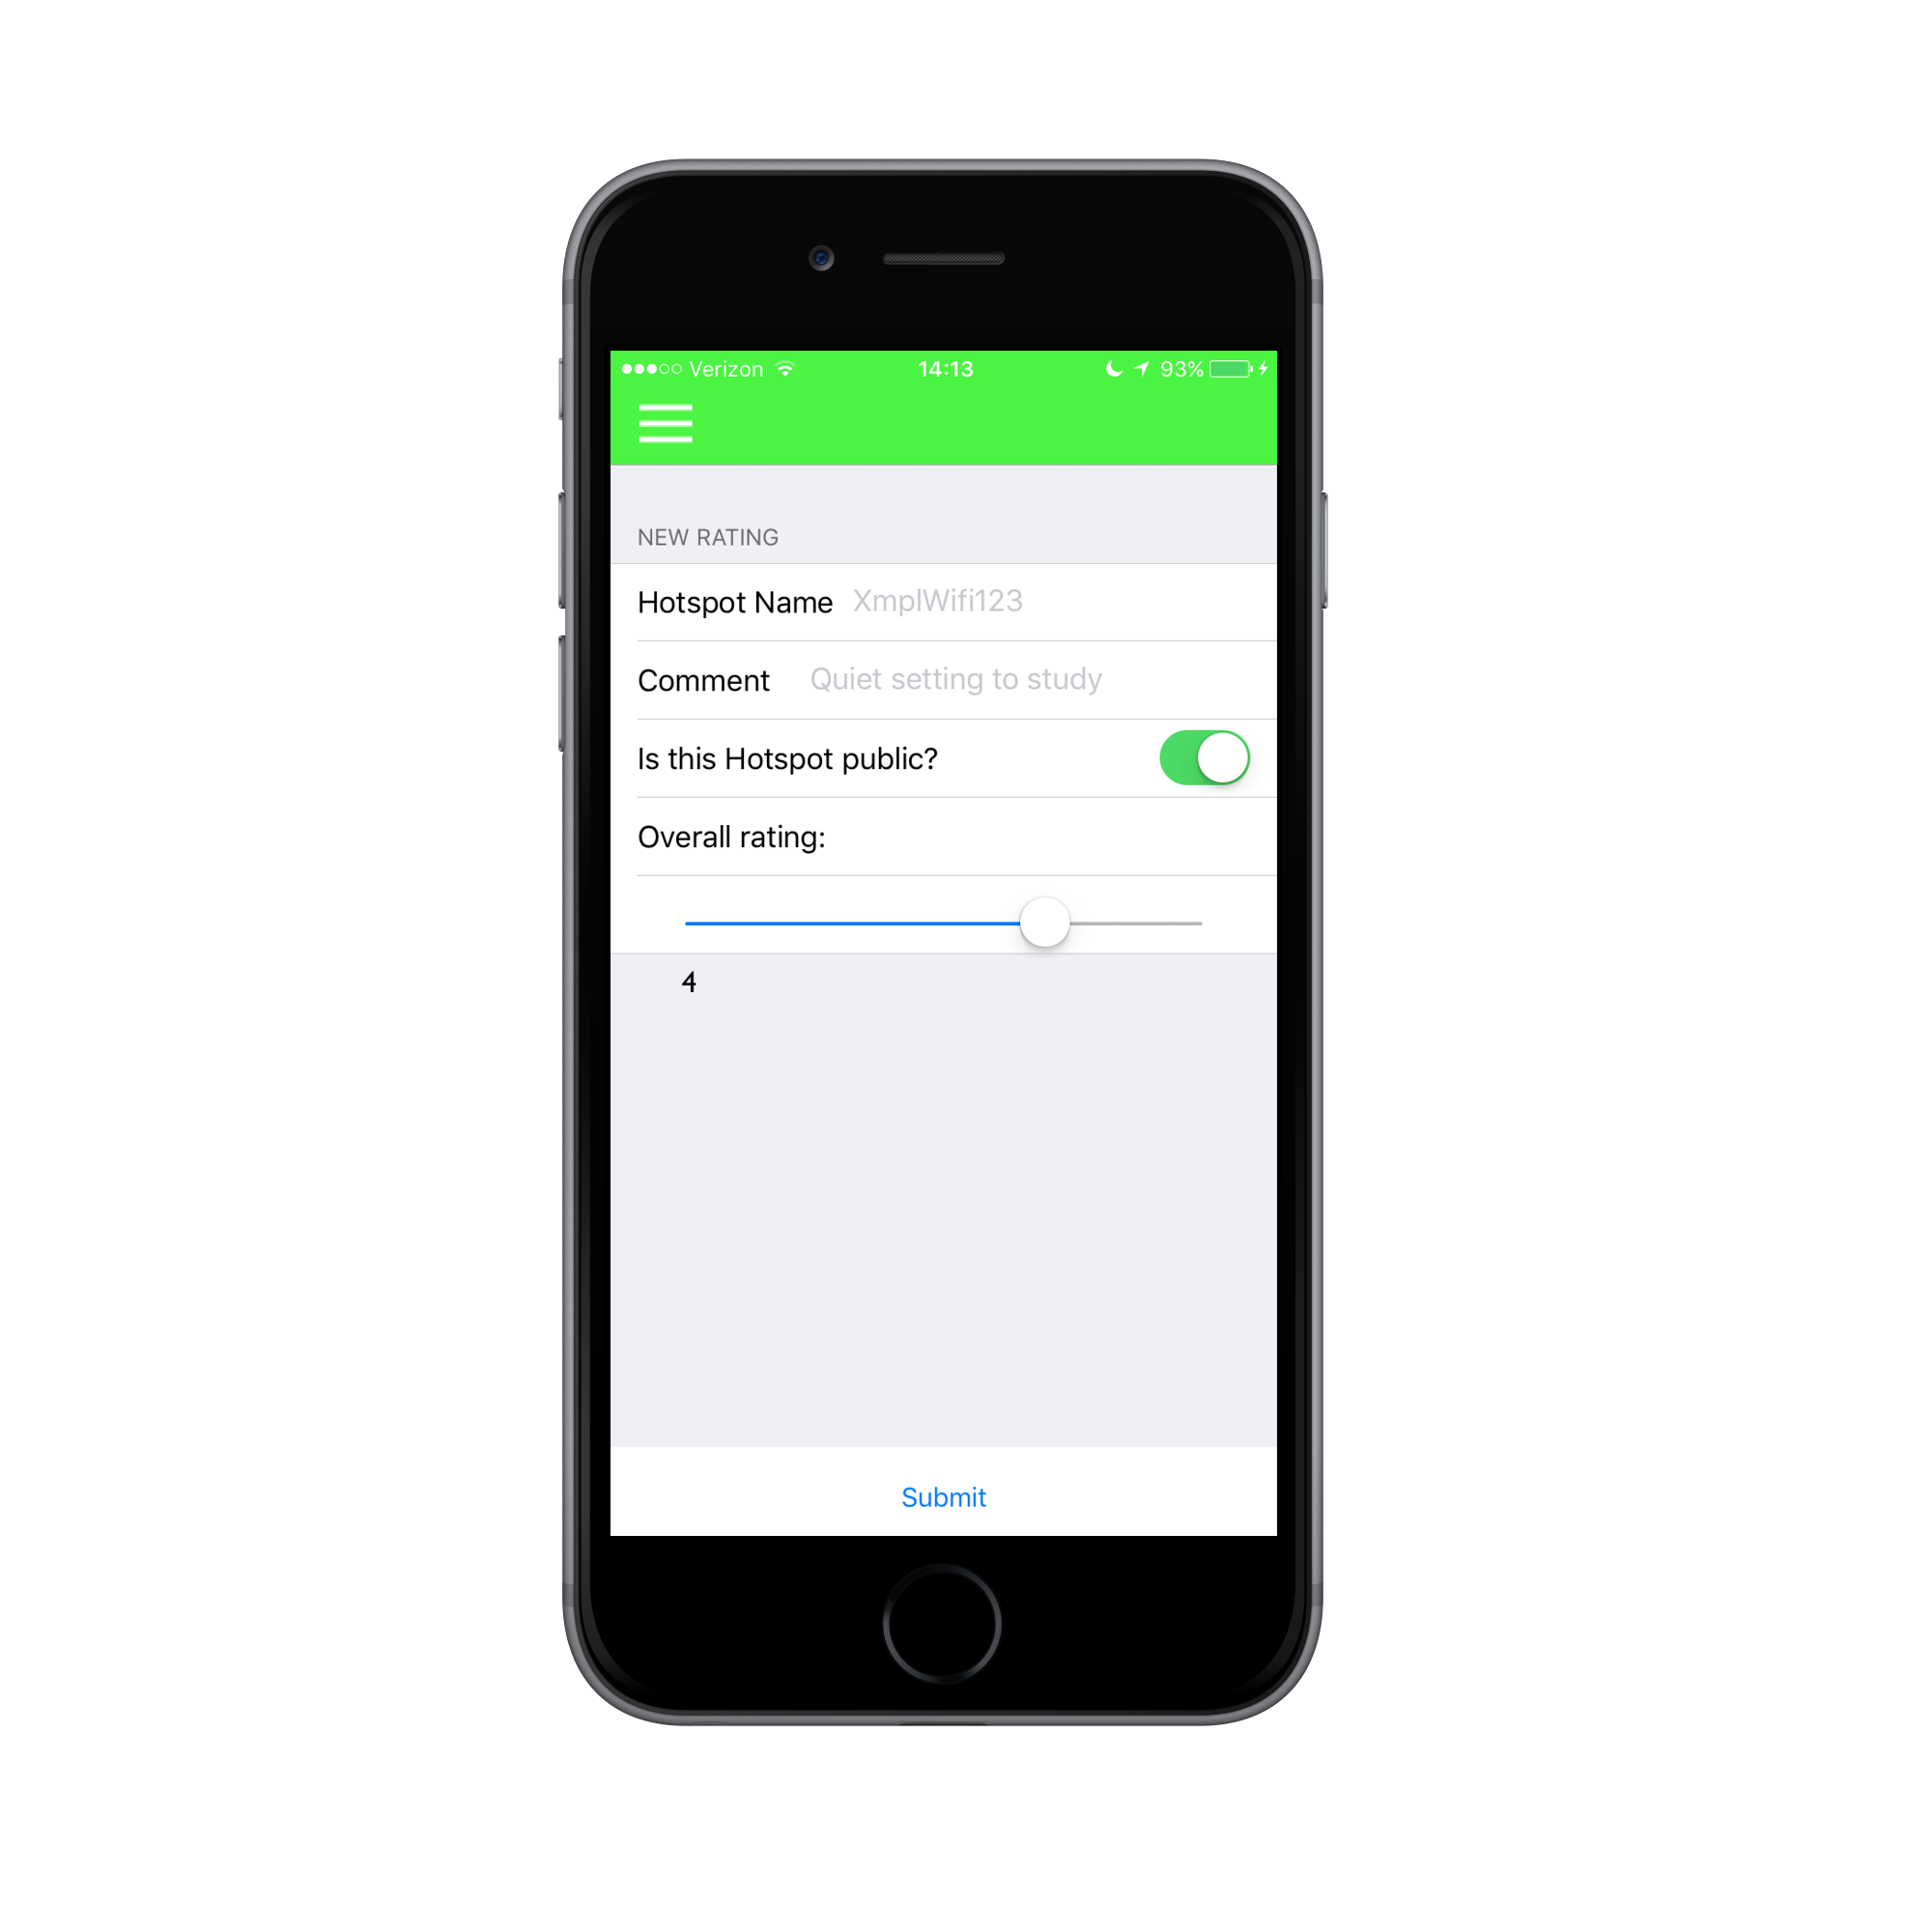 Verizon 14:13 93%
NEW RATING
Hotspot Name XmplWifi123
Comment Quiet setting to study
Is this Hotspot public?
Overall rating:
4
Submit